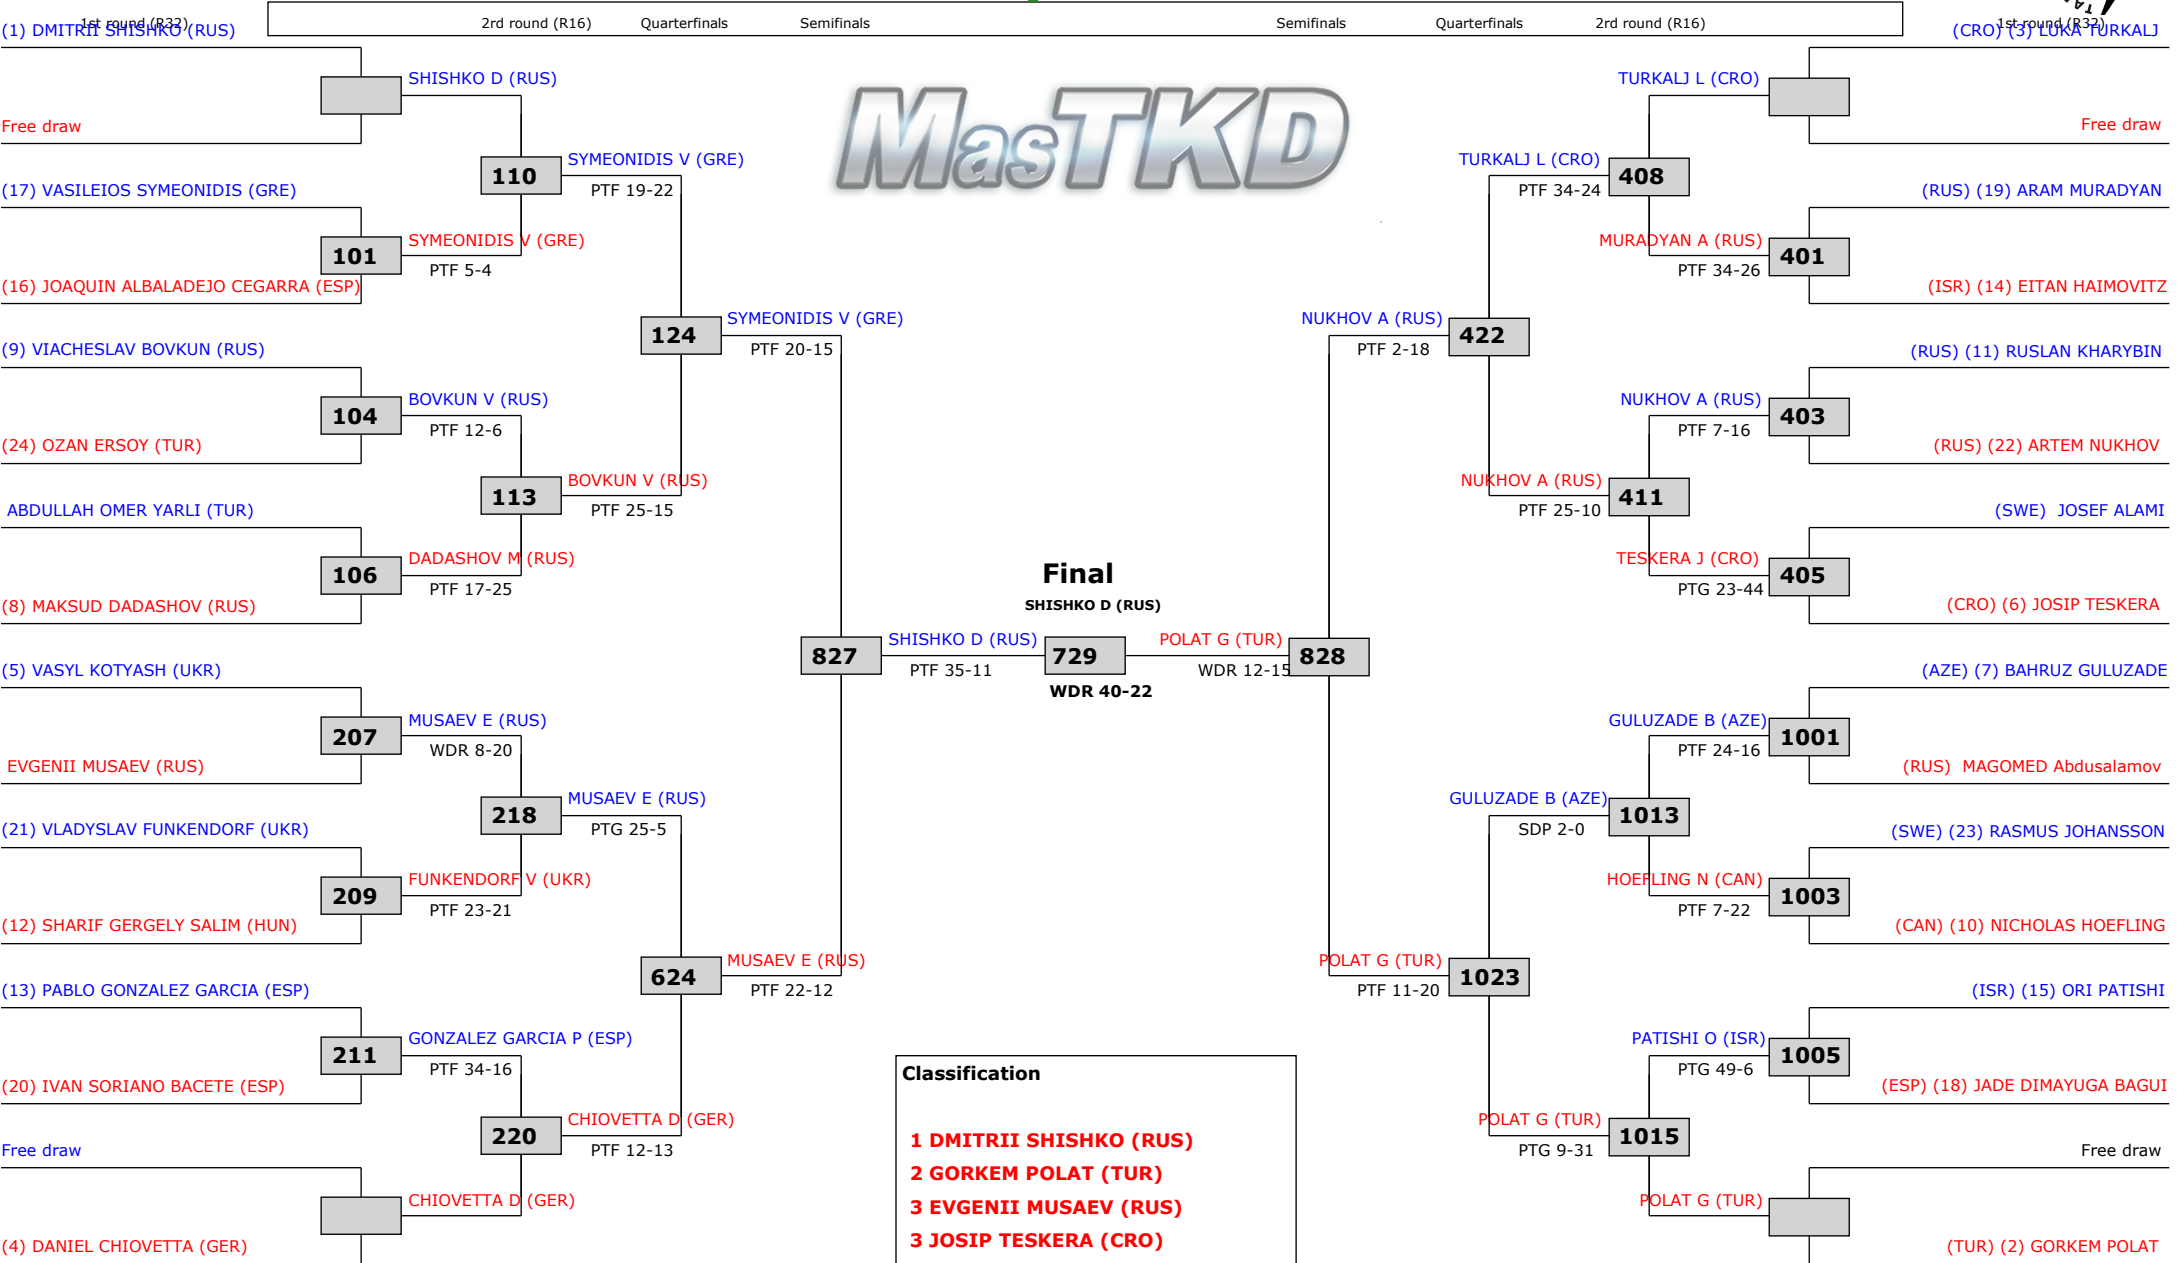 1st round (R32)
2rd round (R16)
Quarterfinals
Semifinals
Semifinals
Quarterfinals
2rd round (R16)
1st round (R32)
MasTKD
(1) DMITRII SHISHKO (RUS)
Free draw
(17) VASILEIOS SYMEONIDIS (GRE)
(16) JOAQUIN ALBALADEJO CEGARRA (ESP)
(9) VIACHESLAV BOVKUN (RUS)
(24) OZAN ERSOY (TUR)
ABDULLAH OMER YARLI (TUR)
(8) MAKSUD DADASHOV (RUS)
(5) VASYL KOTYASH (UKR)
EVGENII MUSAEV (RUS)
(21) VLADYSLAV FUNKENDORF (UKR)
(12) SHARIF GERGELY SALIM (HUN)
(13) PABLO GONZALEZ GARCIA (ESP)
(20) IVAN SORIANO BACETE (ESP)
Free draw
(4) DANIEL CHIOVETTA (GER)
SHISHKO D (RUS)
101
SYMEONIDIS V (GRE)
PTF 5-4
104
BOVKUN V (RUS)
PTF 12-6
106
DADASHOV M (RUS)
PTF 17-25
207
MUSAEV E (RUS)
WDR 8-20
209
FUNKENDORF V (UKR)
PTF 23-21
211
GONZALEZ GARCIA P (ESP)
PTF 34-16
CHIOVETTA D (GER)
110
SYMEONIDIS V (GRE)
PTF 19-22
113
BOVKUN V (RUS)
PTF 25-15
218
MUSAEV E (RUS)
PTG 25-5
220
CHIOVETTA D (GER)
PTF 12-13
124
SYMEONIDIS V (GRE)
PTF 20-15
624
MUSAEV E (RUS)
PTF 22-12
827
SHISHKO D (RUS)
PTF 35-11
Final
SHISHKO D (RUS)
729
WDR 40-22
POLAT G (TUR)
WDR 12-15
828
NUKHOV A (RUS)
PTF 2-18
422
POLAT G (TUR)
PTF 11-20
1023
TURKALJ L (CRO)
PTF 34-24
408
NUKHOV A (RUS)
PTF 25-10
411
GULUZADE B (AZE)
SDP 2-0
1013
POLAT G (TUR)
PTG 9-31
1015
TURKALJ L (CRO)
MURADYAN A (RUS)
PTF 34-26
401
NUKHOV A (RUS)
PTF 7-16
403
TESKERA J (CRO)
PTG 23-44
405
GULUZADE B (AZE)
PTF 24-16
1001
HOEFLING N (CAN)
PTF 7-22
1003
PATISHI O (ISR)
PTG 49-6
1005
POLAT G (TUR)
(CRO) (3) LUKA TURKALJ
Free draw
(RUS) (19) ARAM MURADYAN
(ISR) (14) EITAN HAIMOVITZ
(RUS) (11) RUSLAN KHARYBIN
(RUS) (22) ARTEM NUKHOV
(SWE) JOSEF ALAMI
(CRO) (6) JOSIP TESKERA
(AZE) (7) BAHRUZ GULUZADE
(RUS) MAGOMED Abdusalamov
(SWE) (23) RASMUS JOHANSSON
(CAN) (10) NICHOLAS HOEFLING
(ISR) (15) ORI PATISHI
(ESP) (18) JADE DIMAYUGA BAGUI
Free draw
(TUR) (2) GORKEM POLAT
Classification
1 DMITRII SHISHKO (RUS)
2 GORKEM POLAT (TUR)
3 EVGENII MUSAEV (RUS)
3 JOSIP TESKERA (CRO)